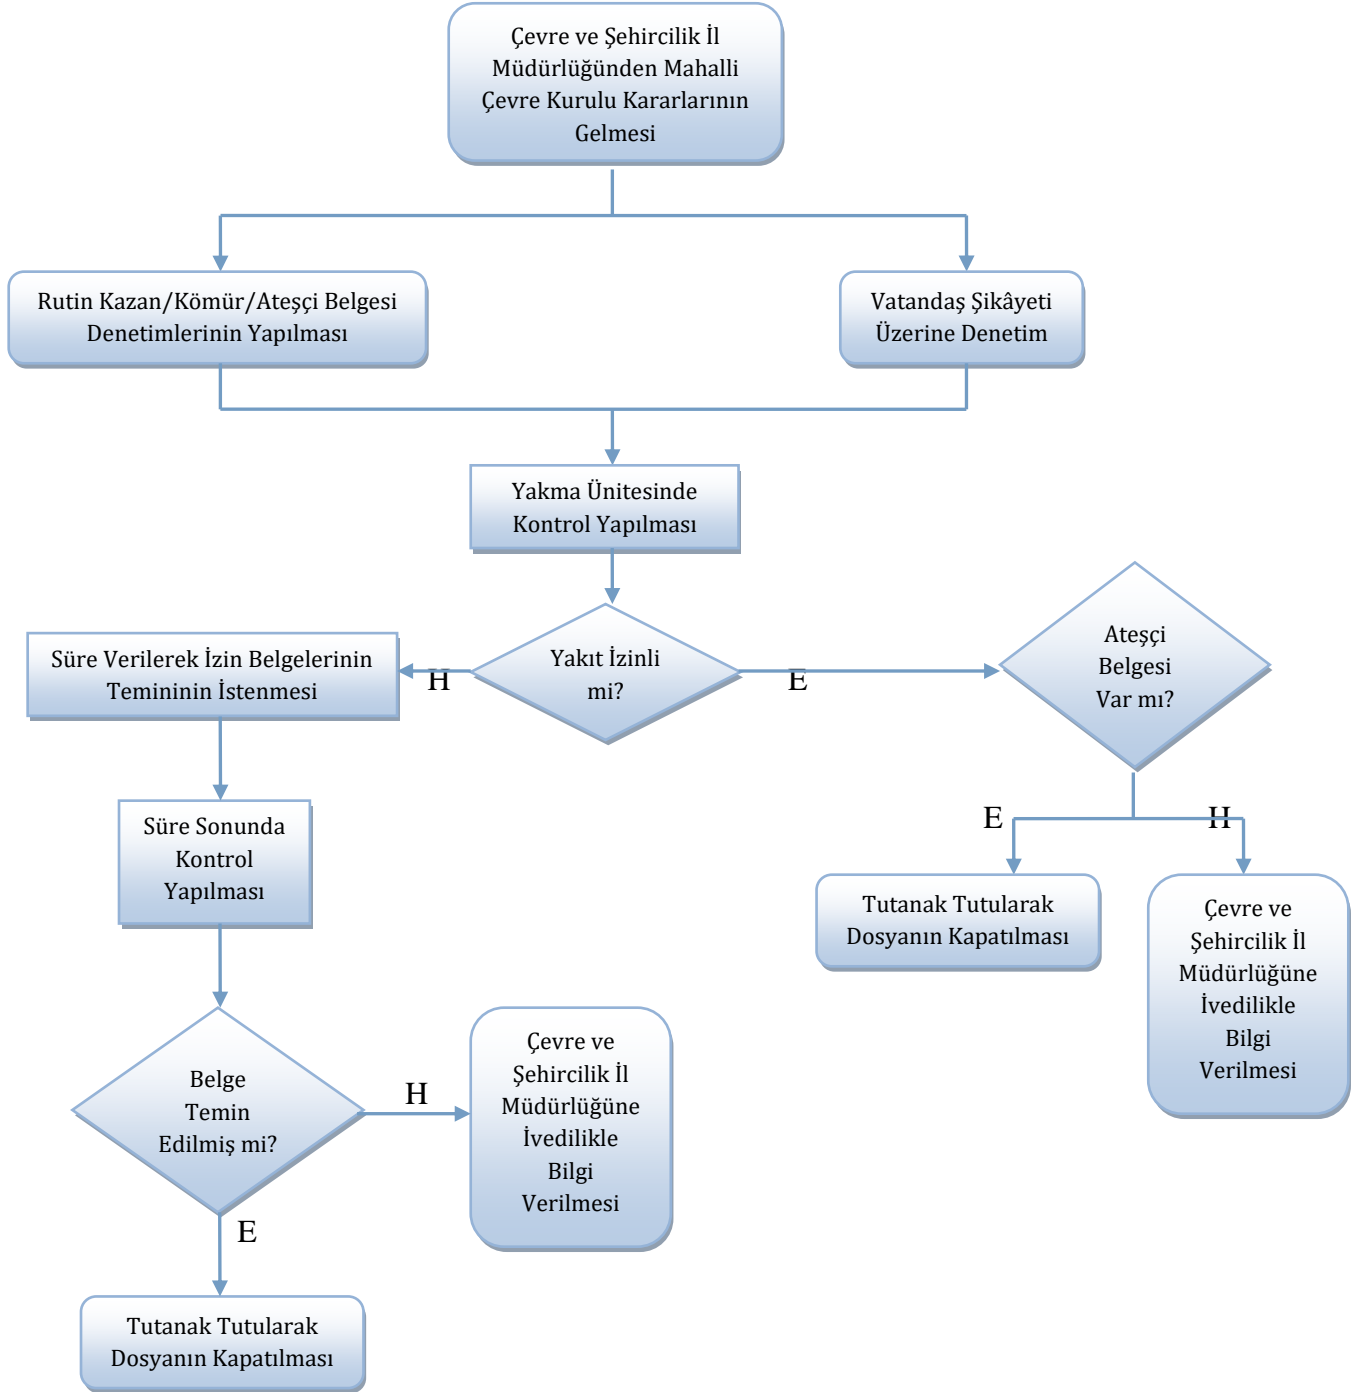 Çevre ve Şehircilik İl
Müdürlüğünden Mahalli
Çevre Kurulu Kararlarının
Gelmesi
Rutin Kazan/Kömür/Ateşçi Belgesi
Denetimlerinin Yapılması
Vatandaş Şikâyeti
Üzerine Denetim
Yakma Ünitesinde
Kontrol Yapılması
Yakıt İzinli
mi?
H
E
Süre Verilerek İzin Belgelerinin
Temininin İstenmesi
Ateşçi
Belgesi
Var mı?
E
H
Süre Sonunda
Kontrol
Yapılması
Tutanak Tutularak
Dosyanın Kapatılması
Çevre ve
Şehircilik İl
Müdürlüğüne
İvedilikle
Bilgi
Verilmesi
Belge
Temin
Edilmiş mi?
H
Çevre ve
Şehircilik İl
Müdürlüğüne
İvedilikle
Bilgi
Verilmesi
E
Tutanak Tutularak
Dosyanın Kapatılması